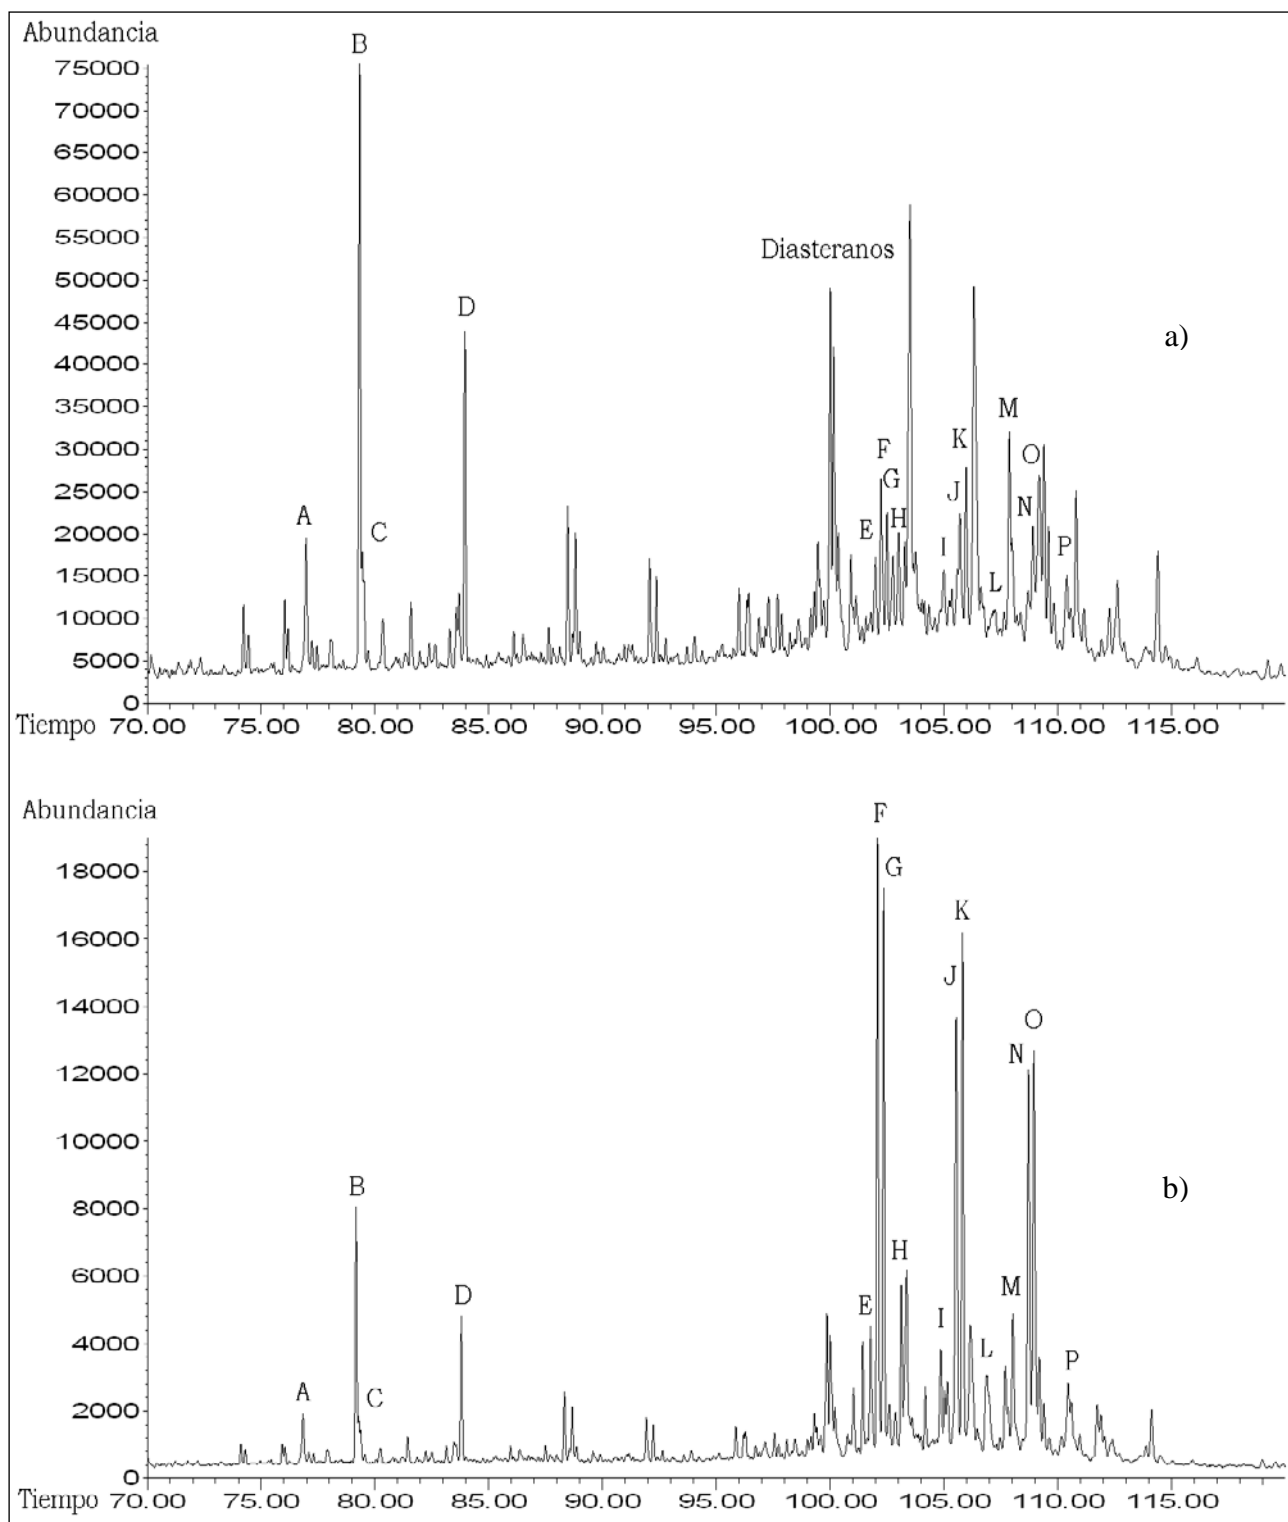 Abundancia
B
75000
70000
65000
60000
55000
50000
45000
40000
35000
30000
25000
20000
15000
10000
5000
0
Diasteranos
D
a)
A
C
E
F
G
H
I
J
K
L
M
N
O
P
Tiempo 70.00 75.00 80.00 85.00 90.00 95.00 100.00 105.00 110.00 115.00
Abundancia
F
G
18000
16000
14000
12000
10000
8000
6000
4000
2000
0
K
J
O
N
B
b)
D
A
C
E
H
I
L
M
P
Tiempo 70.00 75.00 80.00 85.00 90.00 95.00 100.00 105.00 110.00 115.00